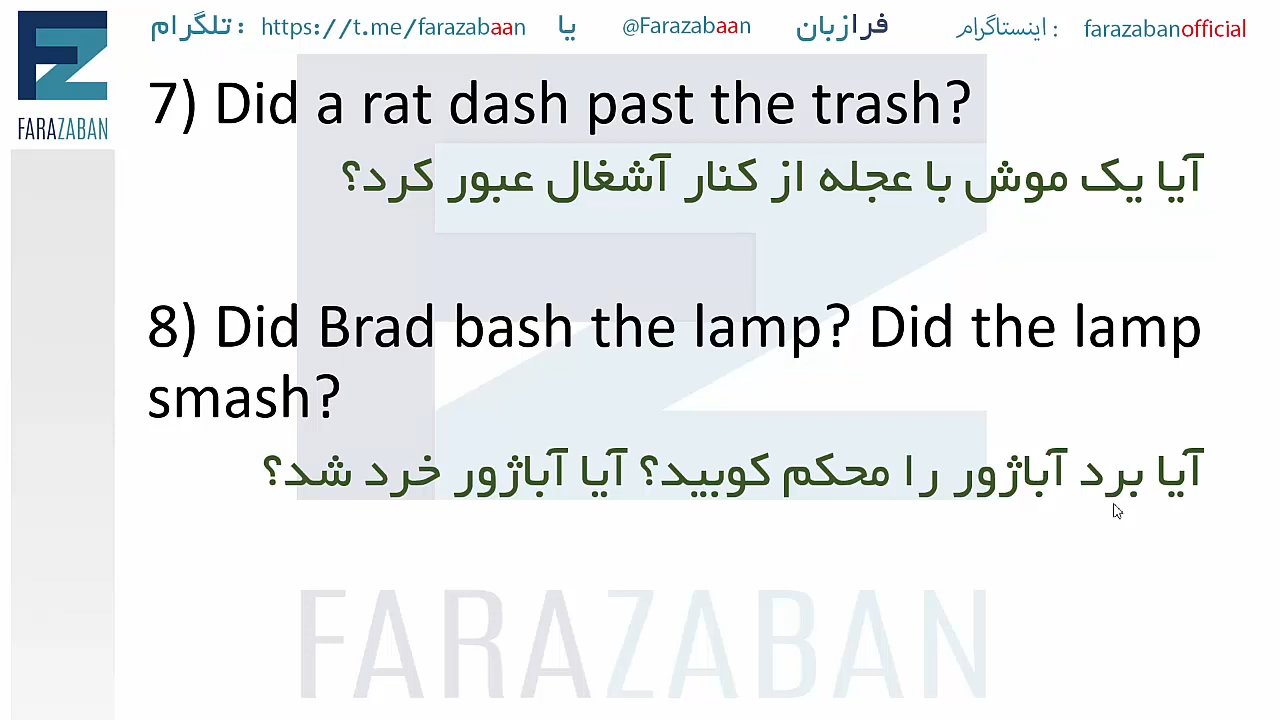 تلگرام : https://t.me/farazabaan یا @Farazabaan فرازبان اینستاگرام : farazabanofficial
FARAZABAN
7) Did a rat dash past the trash?
آیا یک موش با عجله از کنار آشغال عبور کرد؟
8) Did Brad bash the lamp? Did the lamp
smash?
آیا برد آباژور را محکم کوبید؟ آیا آباژور خرد شد؟
FARAZABAN